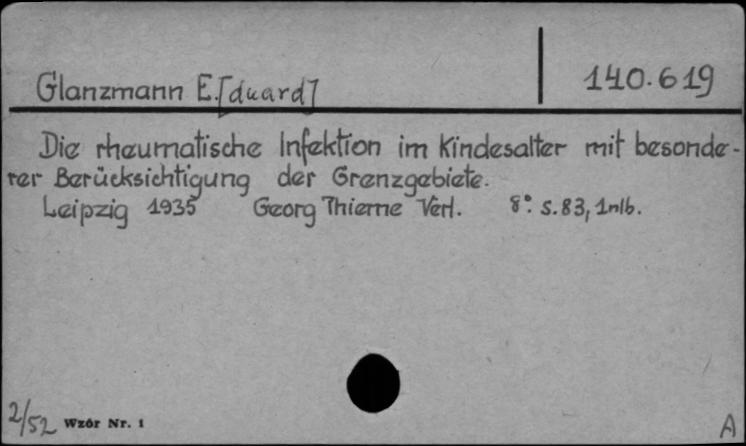 Glanzmann E.[duard]
140.619
Die rheumatische Infektion im Kindesalter mit besonde-
rer Berücksichtigung der Grenzgebiete.
Leipzig 1935 Georg Thieme Verl. 8°. S.83, 1nlb.
2/52 Wzór Nr. 1
A